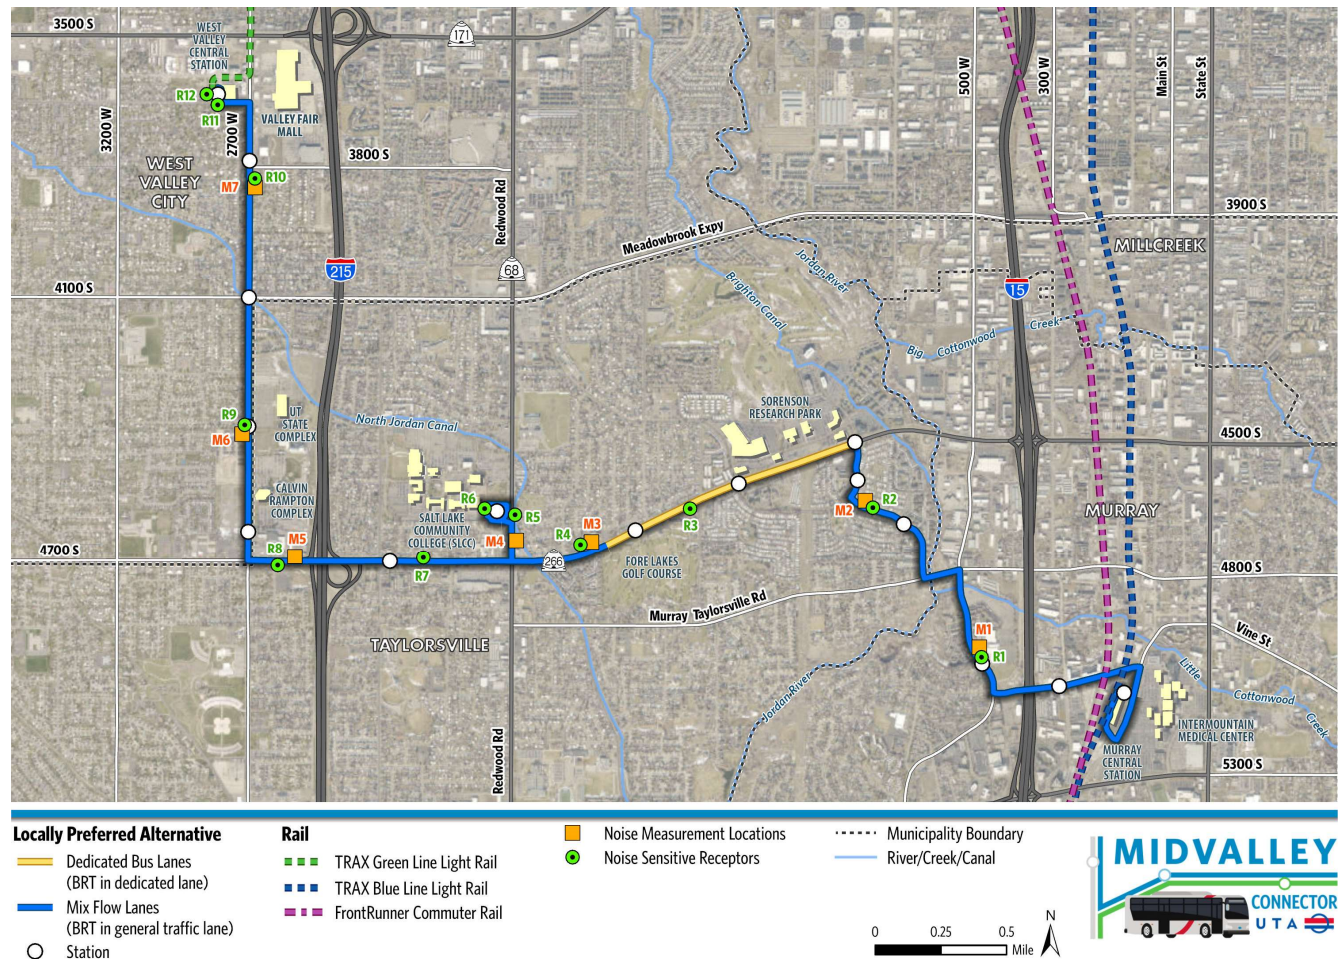 3500 S
WEST
VALLEY
CENTRAL
STATION
171
R12
R11
2700 W
3200 W
VALLEY FAIR
MALL
3800 S
WEST
VALLEY
CITY
M7
R10
Redwood Rd
500 W
300 W
Main St
State St
3900 S
Meadowbrook Expy
MILLCREEK
215
68
Jordan River
Brighton Canal
15
4100 S
Big Cottonwood Creek
R9
M6
UT
STATE
COMPLEX
North Jordan Canal
SORENSON
RESEARCH PARK
4500 S
CALVIN
RAMPTON
COMPLEX
R6
R5
SALT LAKE
COMMUNITY
COLLEGE (SLCC)
M4
R4
M3
R3
M2
R2
MURRAY
4700 S
R8
M5
R7
266
FORE LAKES
GOLF COURSE
4800 S
Murray Taylorsville Rd
M1
R1
Vine St
TAYLORSVILLE
Jordan River
Little Cottonwood Creek
INTERMOUNTAIN
MEDICAL CENTER
MURRAY
CENTRAL
STATION
Redwood Rd
5300 S
Locally Preferred Alternative
Dedicated Bus Lanes
(BRT in dedicated lane)
Mix Flow Lanes
(BRT in general traffic lane)
Station
Rail
TRAX Green Line Light Rail
TRAX Blue Line Light Rail
FrontRunner Commuter Rail
Noise Measurement Locations
Noise Sensitive Receptors
Municipality Boundary
River/Creek/Canal
0 0.25 0.5
Mile
N
MIDVALLEY
CONNECTOR
UTA